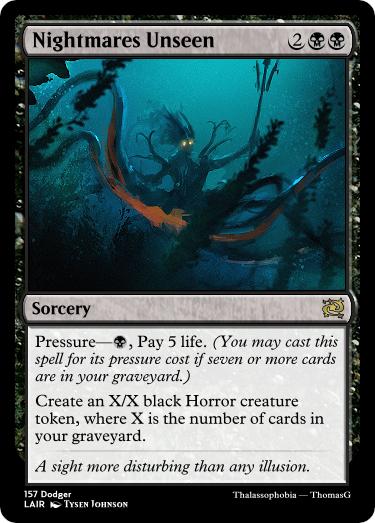 Nightmares Unseen 2
Sorcery
Pressure—, Pay 5 life. (You may cast this
spell for its pressure cost if seven or more cards
are in your graveyard.)
Create an X/X black Horror creature
token, where X is the number of cards in
your graveyard.
A sight more disturbing than any illusion.
157 Dodger
LAIR Tysen Johnson
Thalassophobia — ThomasG